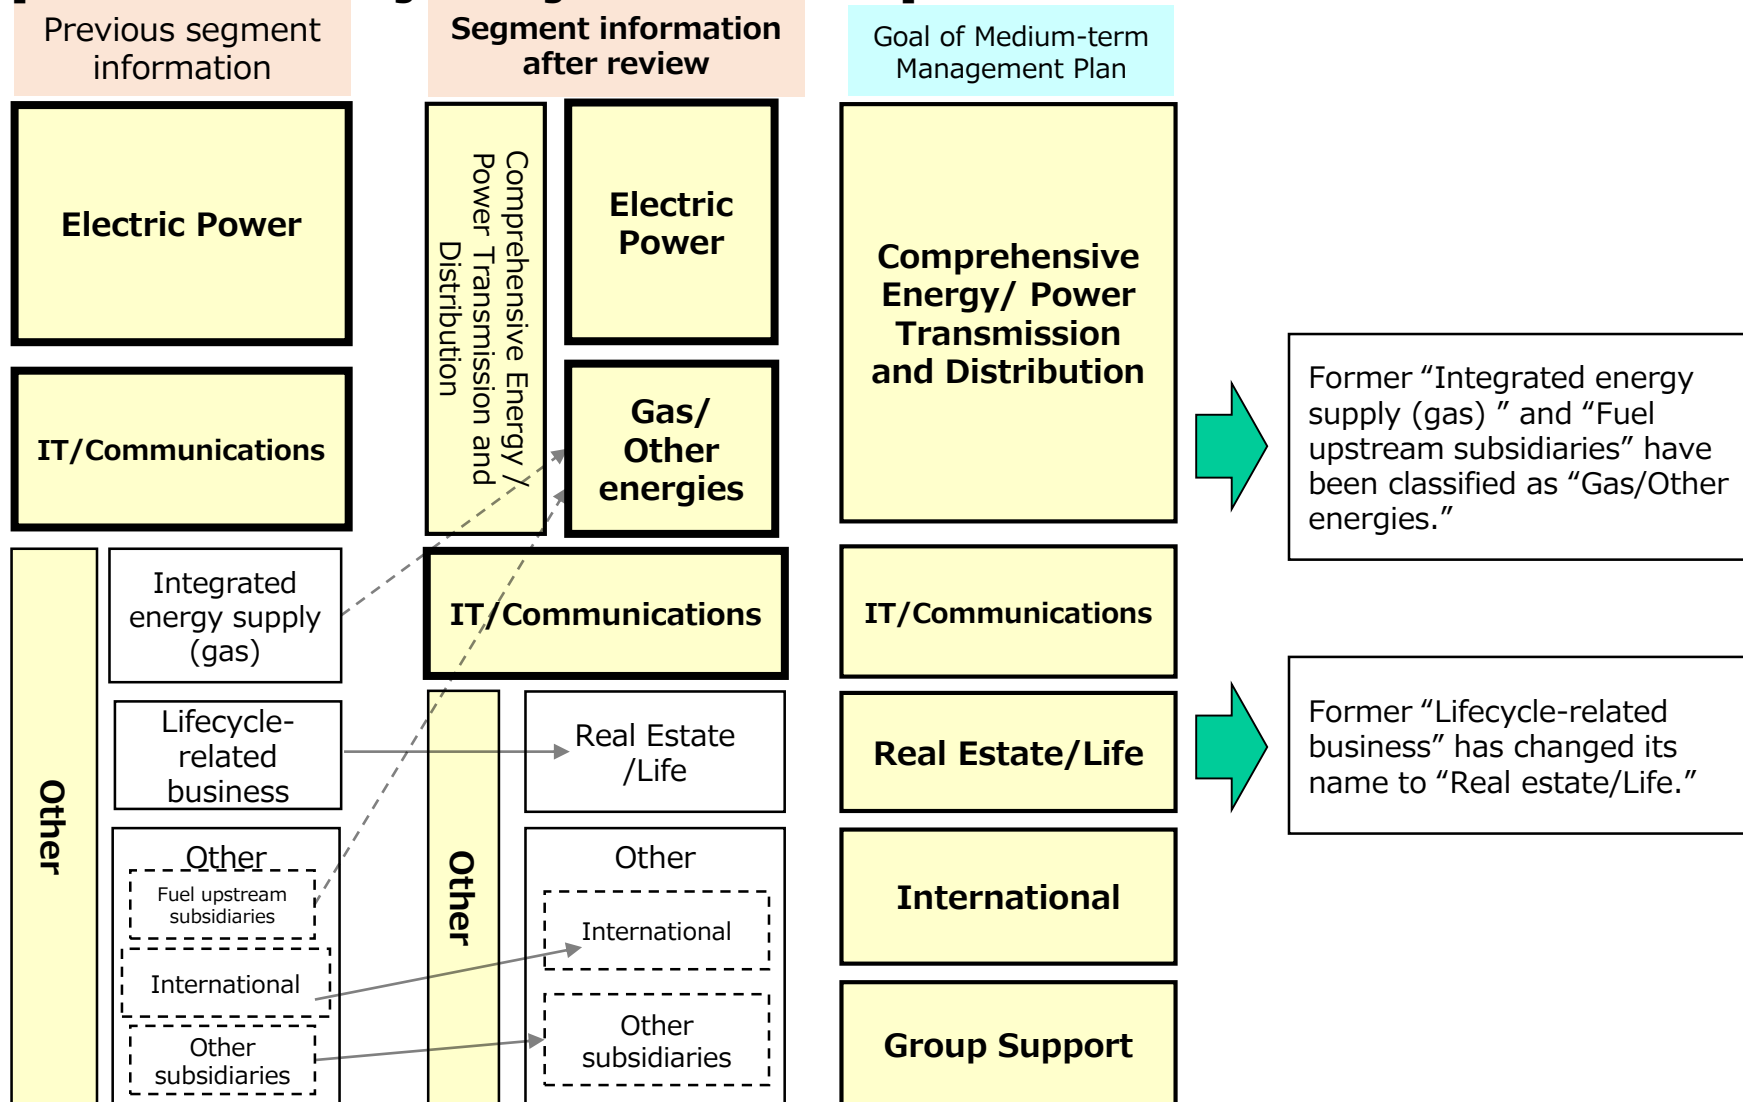 Previous segment
information
Segment information
after review
Goal of Medium-term
Management Plan
Electric Power
IT/Communications
Other
Integrated
energy supply
(gas)
Lifecycle-
related
business
Other
Fuel upstream
subsidiaries
International
Other
subsidiaries
Comprehensive Energy /
Power Transmission and
Distribution
Electric
Power
Gas/
Other
energies
IT/Communications
Other
Real Estate
/Life
Other
International
Other
subsidiaries
Comprehensive
Energy/ Power
Transmission
and Distribution
IT/Communications
Real Estate/Life
International
Group Support
Former “Integrated energy
supply (gas) ” and “Fuel
upstream subsidiaries” have
been classified as “Gas/Other
energies.”
Former “Lifecycle-related
business” has changed its
name to “Real estate/Life.”